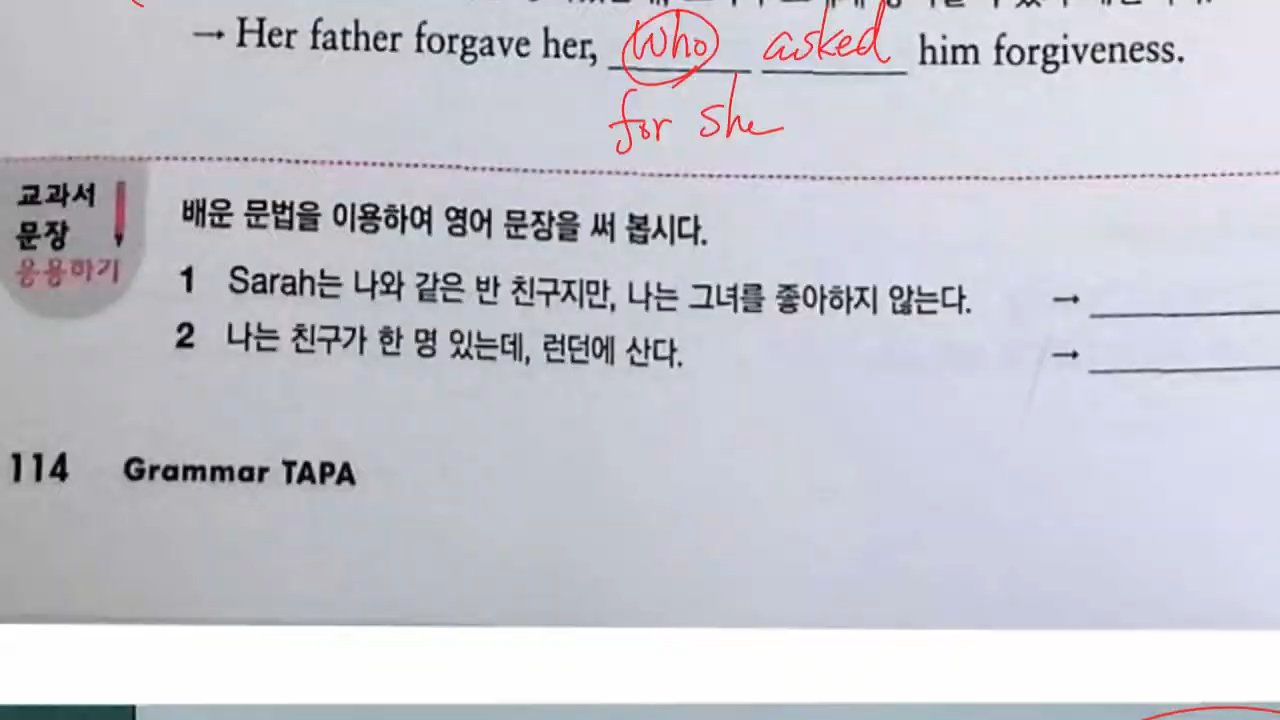 → Her father forgave her, who asked him forgiveness.
for she
교과서
문장
응용하기
배운 문법을 이용하여 영어 문장을 써 봅시다.
1 Sarah는 나와 같은 반 친구지만, 나는 그녀를 좋아하지 않는다. →
2 나는 친구가 한 명 있는데, 런던에 산다. →
114 Grammar TAPA